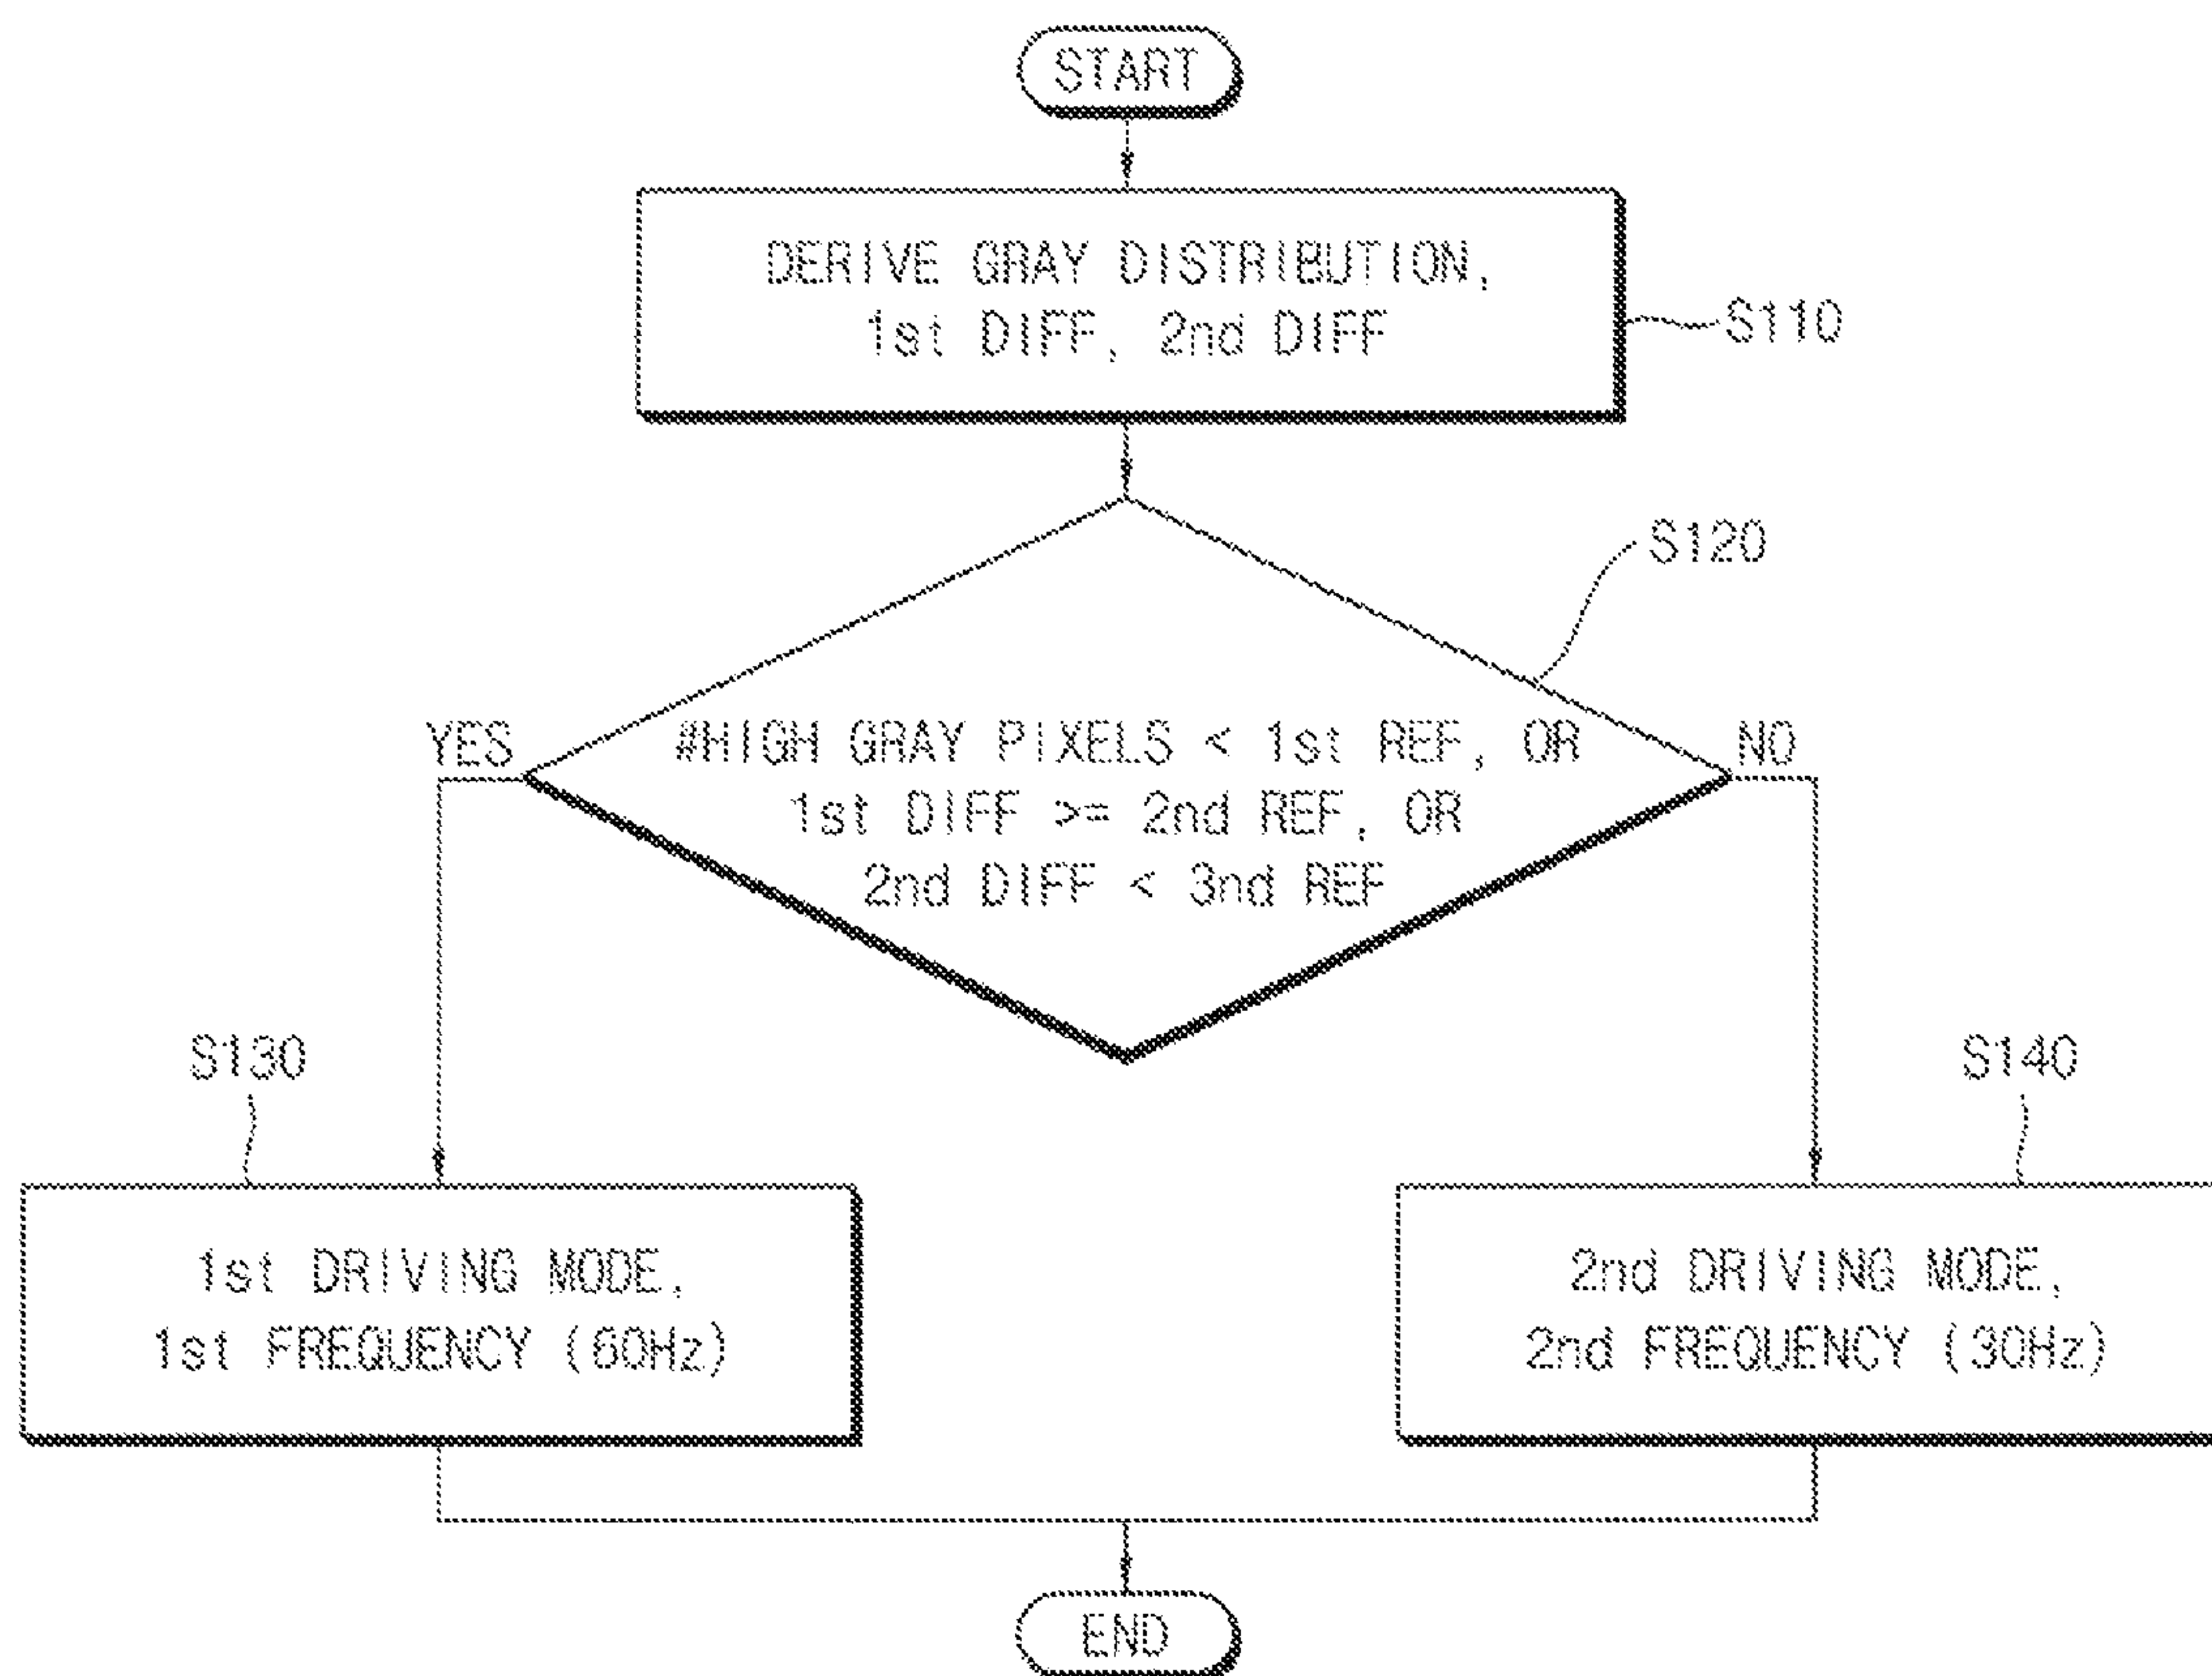 START
DERIVE GRAY DISTRIBUTION,
1st DIFF, 2nd DIFF
S110
S120
YES
#HIGH GRAY PIXELS < 1st REF, OR
1st DIFF >= 2nd REF, OR
2nd DIFF < 3nd REF
NO
S130
S140
1st DRIVING MODE,
1st FREQUENCY (60Hz)
2nd DRIVING MODE,
2nd FREQUENCY (30Hz)
END